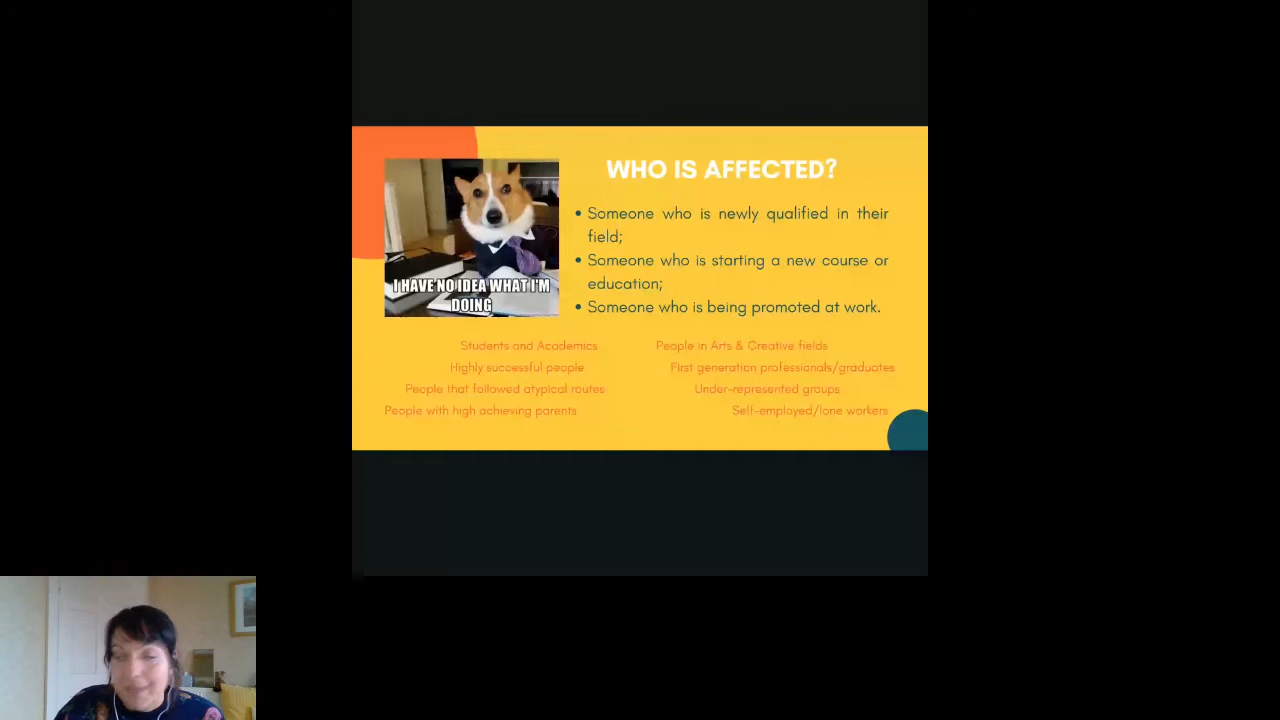 WHO IS AFFECTED?
I HAVE NO IDEA WHAT I'M
DOING
• Someone who is newly qualified in their
field;
• Someone who is starting a new course or
education;
• Someone who is being promoted at work.
Students and Academics
Highly successful people
People that followed atypical routes
People with high achieving parents
People in Arts & Creative fields
First generation professionals/graduates
Under-represented groups
Self-employed/lone workers